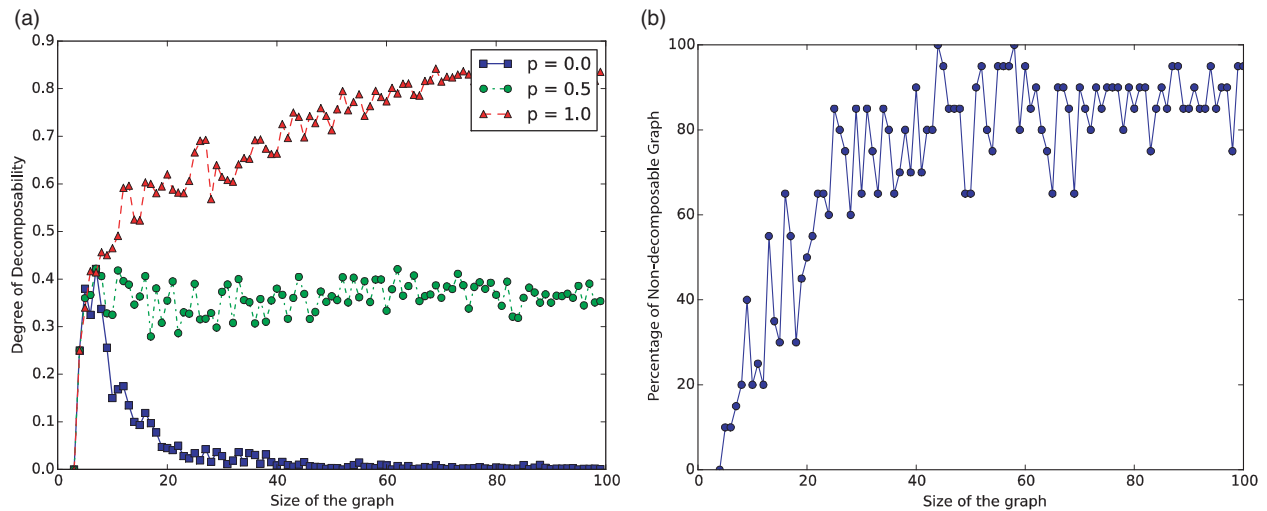 (a)
0.9
0.8
0.7
0.6
0.5
0.4
0.3
0.2
0.1
0.0
Degree of Decomposability
0 20 40 60 80 100
Size of the graph
p = 0.0
p = 0.5
p = 1.0
(b)
100
80
60
40
20
0
Percentage of Non-decomposable Graph
0 20 40 60 80 100
Size of the graph